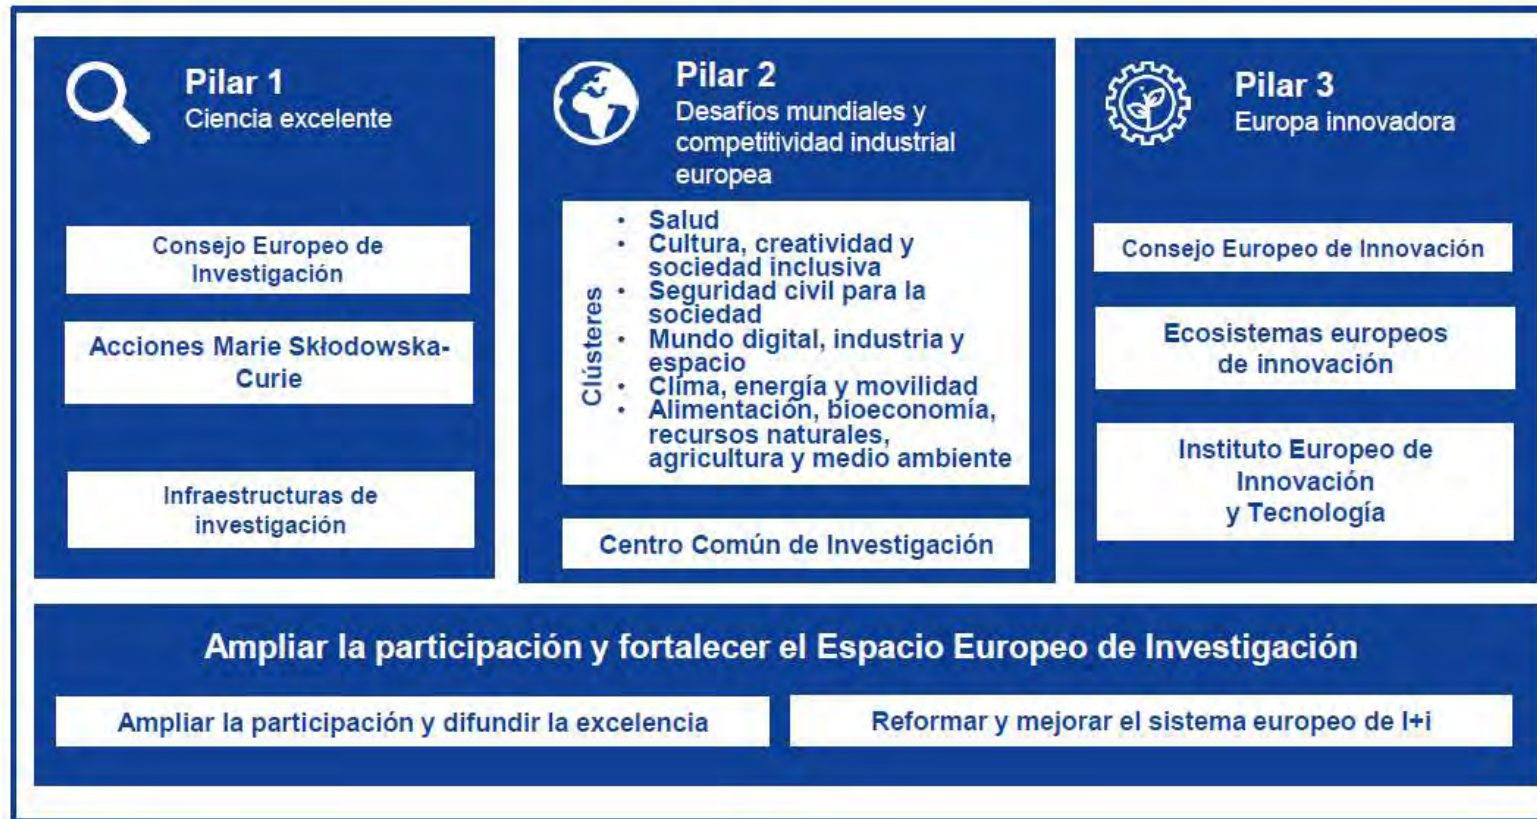 Pilar 1
Ciencia excelente
Consejo Europeo de
Investigación
Acciones Marie Skłodowska-
Curie
Infraestructuras de
investigación
Pilar 2
Desafíos mundiales y
competitividad industrial
europea
Clústeres
• Salud
• Cultura, creatividad y
sociedad inclusiva
• Seguridad civil para la
sociedad
• Mundo digital, industria y
espacio
• Clima, energía y movilidad
• Alimentación, bioeconomía,
recursos naturales,
agricultura y medio ambiente
Centro Común de Investigación
Pilar 3
Europa innovadora
Consejo Europeo de Innovación
Ecosistemas europeos
de innovación
Instituto Europeo de
Innovación
y Tecnología
Ampliar la participación y fortalecer el Espacio Europeo de Investigación
Ampliar la participación y difundir la excelencia
Reformar y mejorar el sistema europeo de I+i